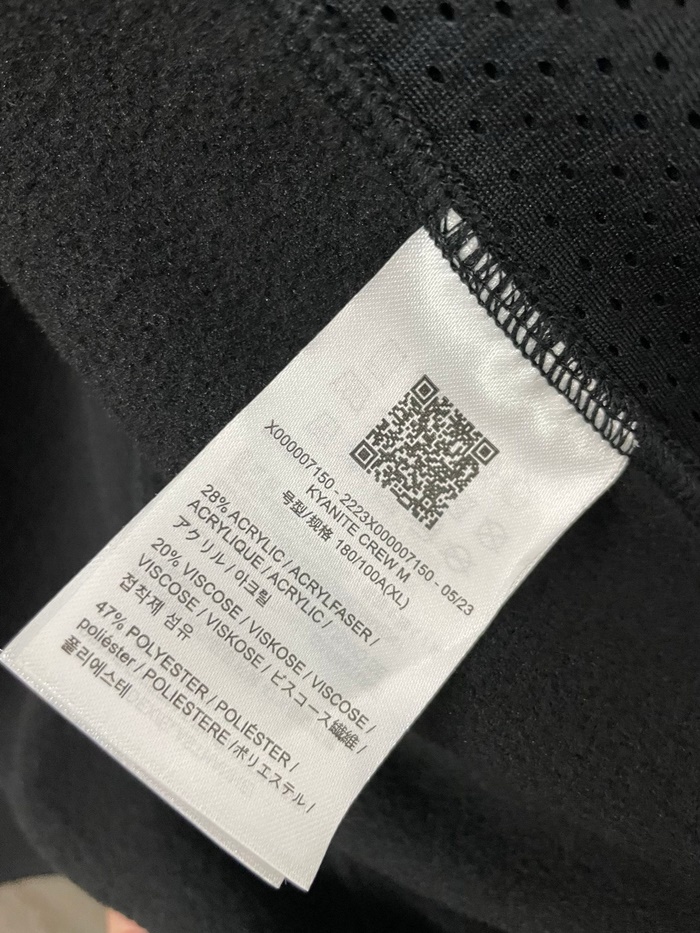 X000007150 - 2223X000007150 - 05/23
KYANITE CREW M
号型/规格 180/100A(XL)
28% ACRYLIC / ACRYLFASER /
ACRYLIQUE / ACRYLIC /
アクリル / 아크릴
20% VISCOSE / VISKOSE / VISCOSE /
VISCOSE / VISKOSE / ビスコース繊維 /
접착제 섬유
47% POLYESTER / POLIÉSTER /
poliéster / POLIESTERE /ポリエステル /
폴리에스테